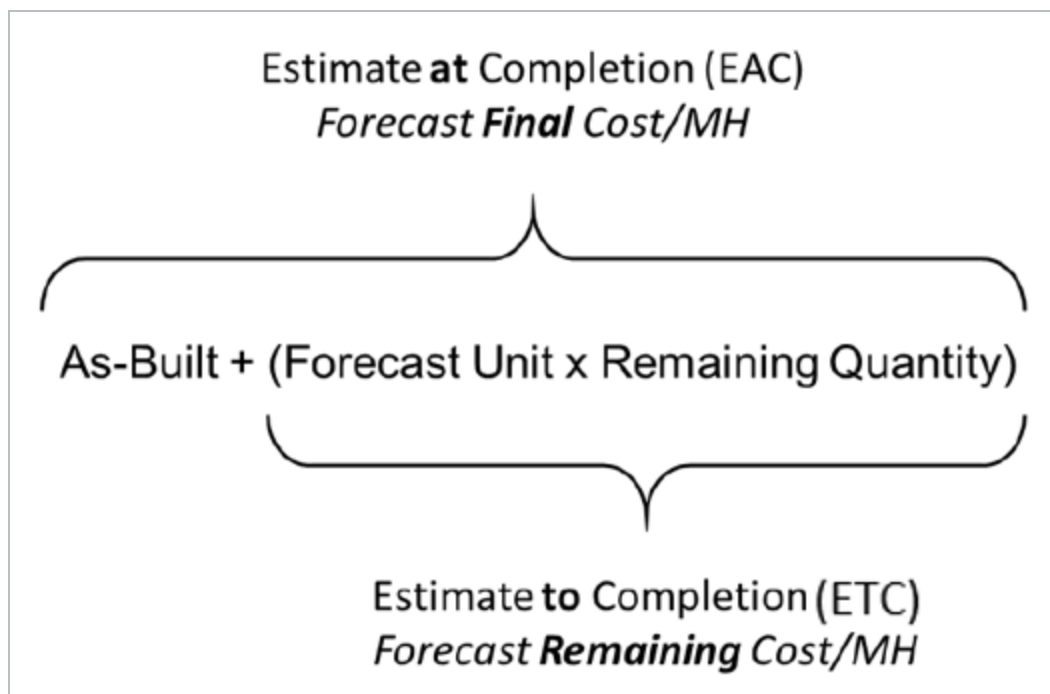 Estimate at Completion (EAC)
Forecast Final Cost/MH
As-Built + (Forecast Unit x Remaining Quantity)
Estimate to Completion (ETC)
Forecast Remaining Cost/MH